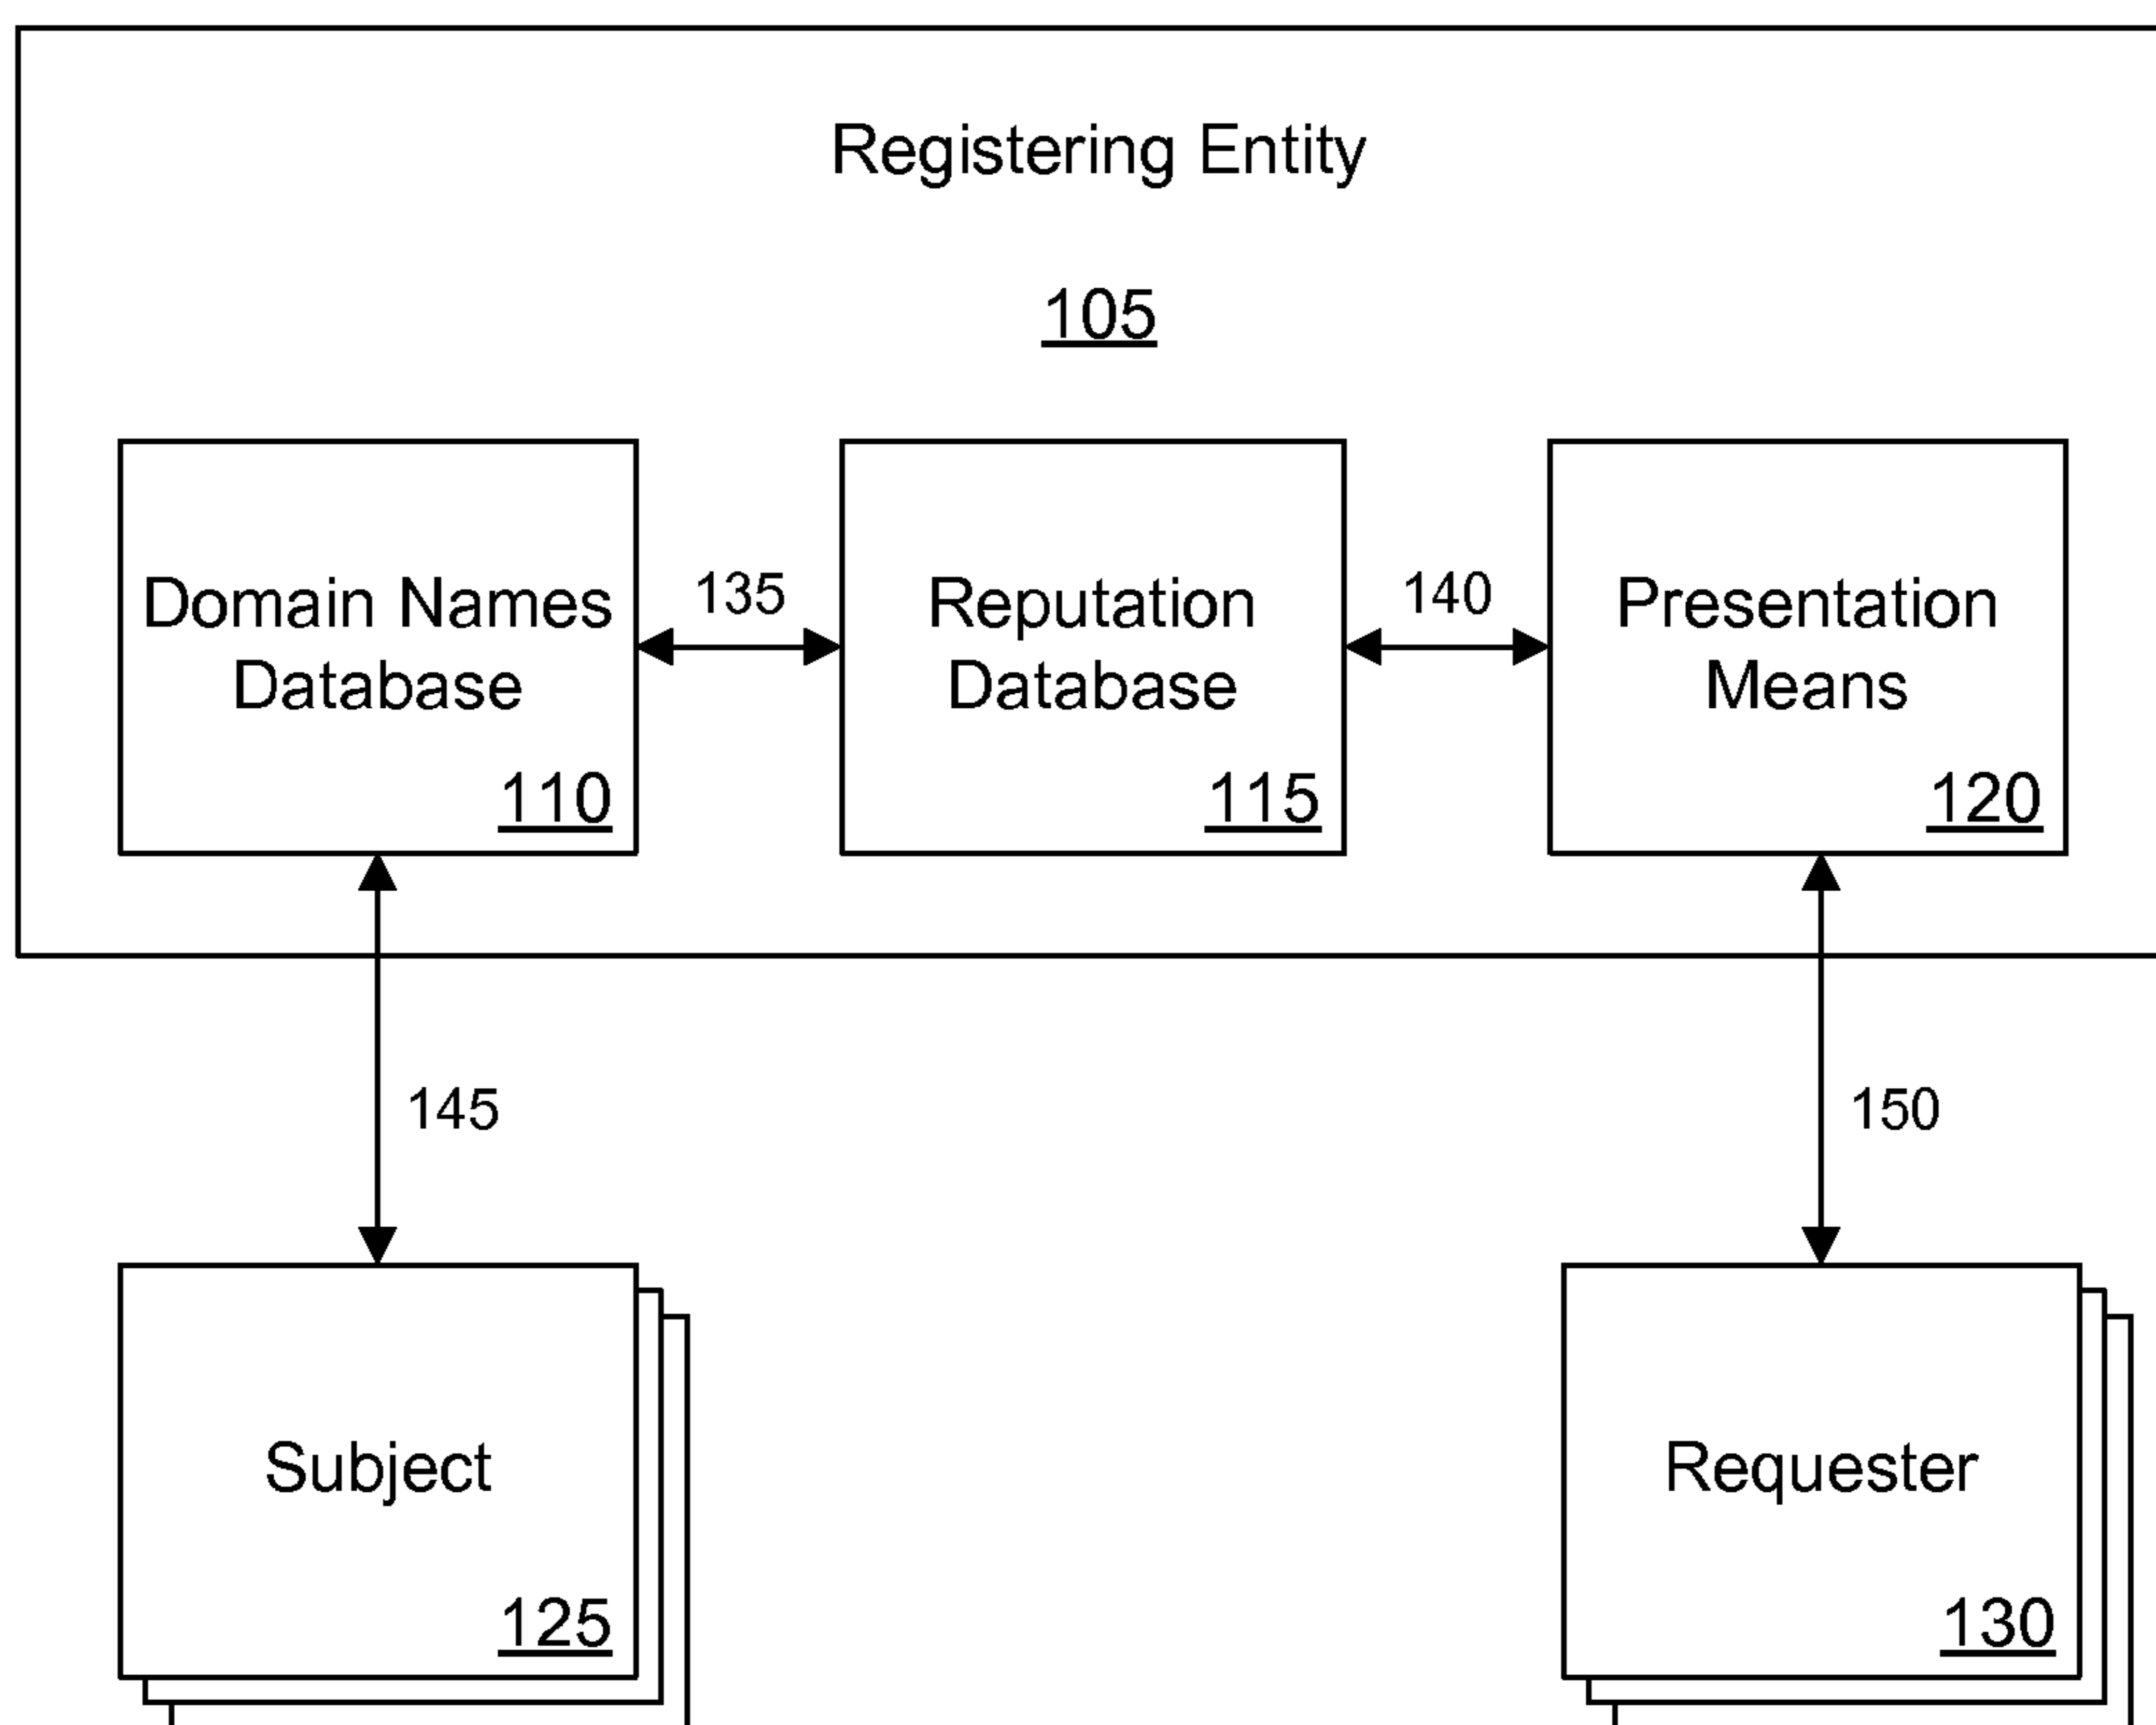 Registering Entity
105
Domain Names
Database
110
135
Reputation
Database
115
140
Presentation
Means
120
145
150
Subject
125
Requester
130